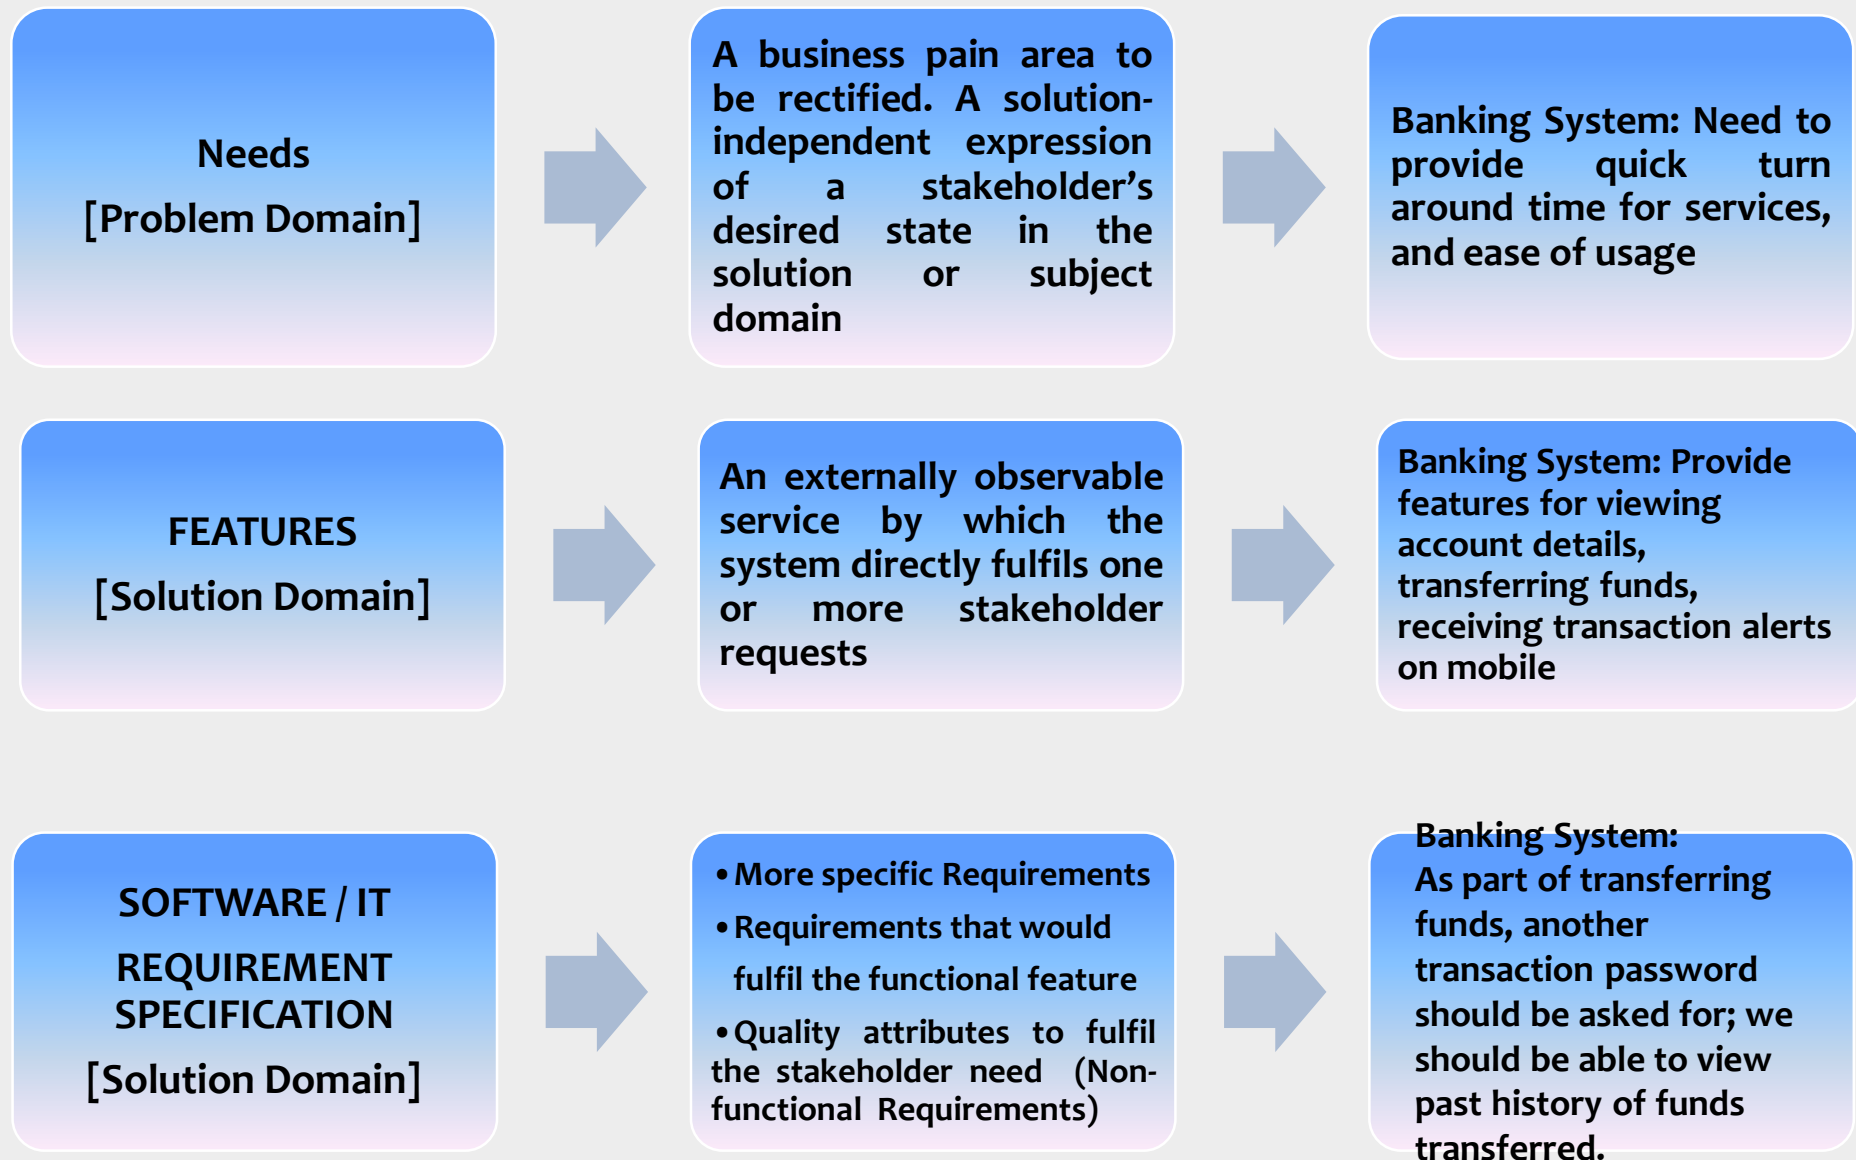 Needs
[Problem Domain]
A business pain area to
be rectified. A solution-
independent expression
of a stakeholder’s
desired state in the
solution or subject
domain
Banking System: Need to
provide quick turn
around time for services,
and ease of usage
FEATURES
[Solution Domain]
An externally observable
service by which the
system directly fulfils one
or more stakeholder
requests
Banking System: Provide
features for viewing
account details,
transferring funds,
receiving transaction alerts
on mobile
SOFTWARE / IT
REQUIREMENT
SPECIFICATION
[Solution Domain]
•More specific Requirements
•Requirements that would
fulfil the functional feature
•Quality attributes to fulfil
the stakeholder need (Non-
functional Requirements)
Banking System:
As part of transferring
funds, another
transaction password
should be asked for; we
should be able to view
past history of funds
transferred.